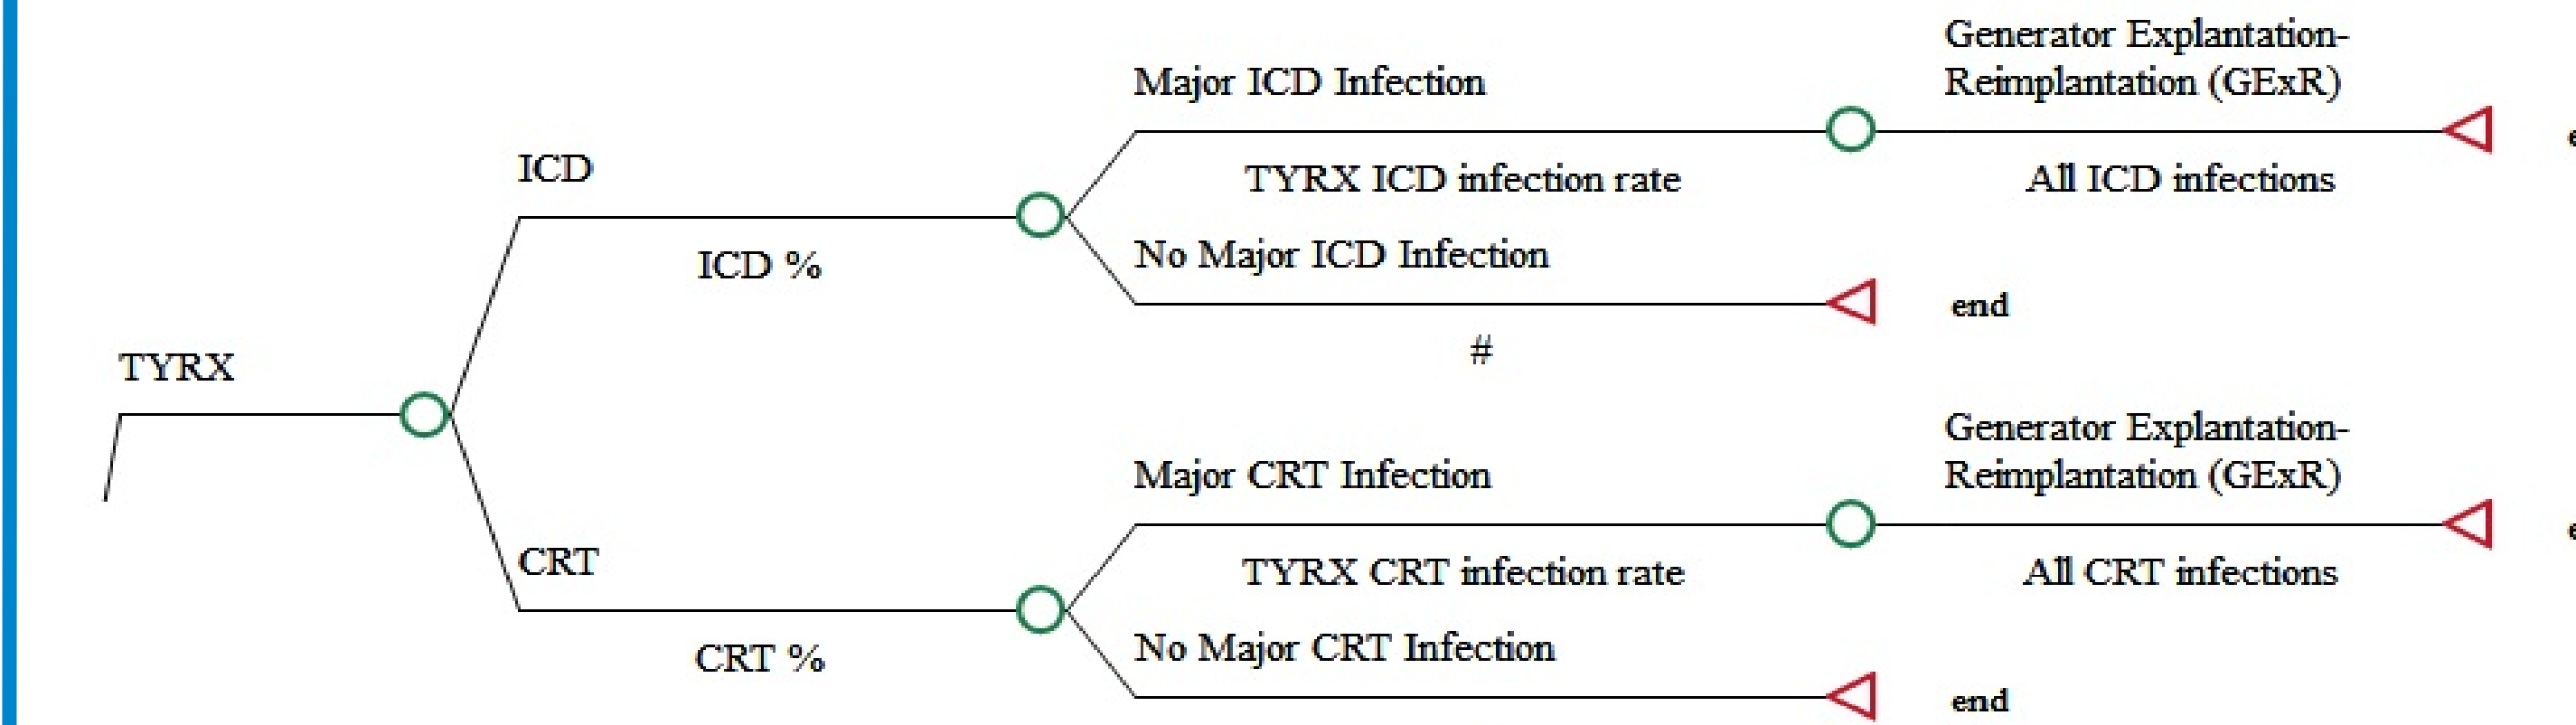 Generator Explantation-
Reimplantation (GExR)
Major ICD Infection
ICD
TYRX ICD infection rate
All ICD infections
No Major ICD Infection
ICD %
end
#
TYRX
Generator Explantation-
Reimplantation (GExR)
Major CRT Infection
CRT
TYRX CRT infection rate
All CRT infections
No Major CRT Infection
CRT %
end